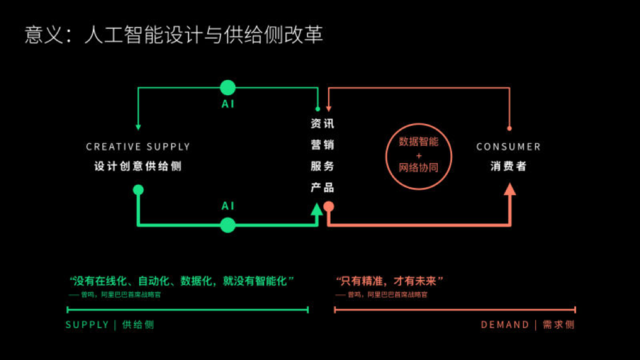 意义：人工智能设计与供给侧改革
AI
CREATIVE SUPPLY
设计创意供给侧
资讯
营销
服务
产品
数据智能
+
网络协同
CONSUMER
消费者
AI
“没有在线化、自动化、数据化，就没有智能化”
—— 曾鸣，阿里巴巴首席战略官
SUPPLY | 供给侧
“只有精准，才有未来”
—— 曾鸣，阿里巴巴首席战略官
DEMAND | 需求侧